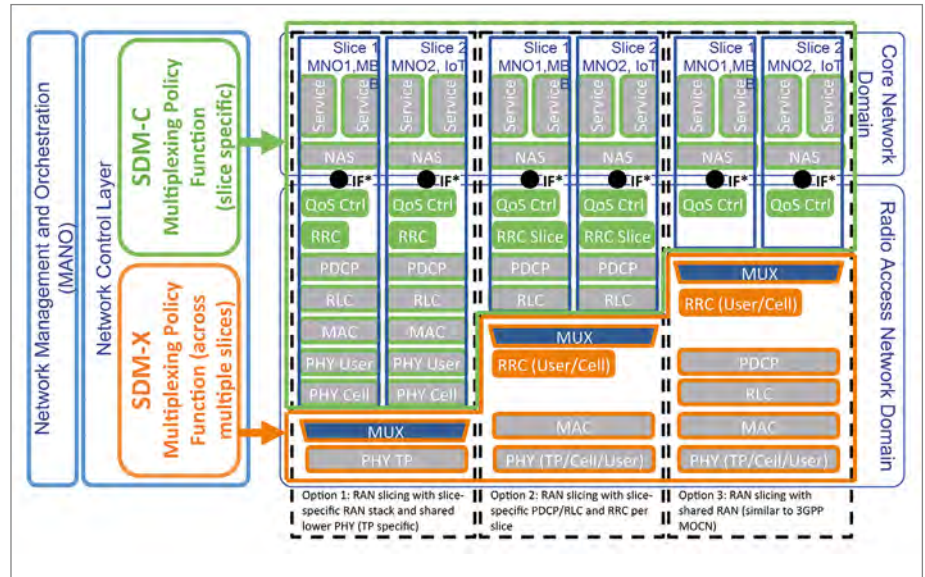 Network Management and Orchestration
(MANO)
Network Control Layer
SDM-C
Multiplexing Policy
Function
(slice specific)
SDM-X
Multiplexing Policy
Function (across
multiple slices)
Slice 1
MNO1,MB
B
Service
Service
NAS
IF*
QoS Ctrl
RRC
PDCP
RLC
MAC
PHY User
PHY Cell
Slice 2
MNO2, IoT
Service
Service
NAS
IF*
QoS Ctrl
RRC
PDCP
RLC
MAC
PHY User
PHY Cell
MUX
PHY TP
Option 1: RAN slicing with slice-
specific RAN stack and shared
lower PHY (TP specific)
Slice 1
MNO1,MB
B
Service
Service
NAS
IF*
QoS Ctrl
RRC Slice
PDCP
RLC
Slice 2
MNO2, IoT
Service
Service
NAS
IF*
QoS Ctrl
RRC Slice
PDCP
RLC
MUX
RRC (User/Cell)
MAC
PHY (TP/Cell/User)
Option 2: RAN slicing with slice-
specific PDCP/RLC and RRC per
slice
Slice 1
MNO1,MB
B
Service
Service
NAS
IF*
QoS Ctrl
Slice 2
MNO2, IoT
Service
Service
NAS
IF*
QoS Ctrl
MUX
RRC (User/Cell)
PDCP
RLC
MAC
PHY (TP/Cell/User)
Option 3: RAN slicing with
shared RAN (similar to 3GPP
MOCN)
Core Network
Domain
Radio Access Network Domain